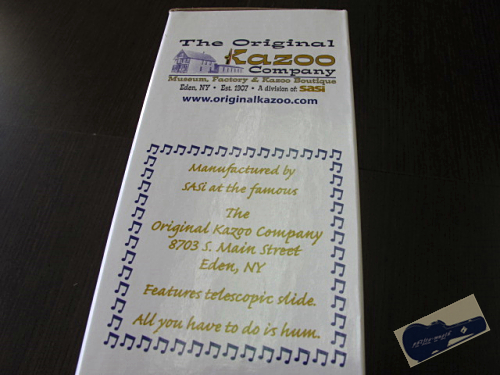 The Original
Kazoo
Company
Museum, Factory & Kazoo Boutique
Eden, NY • Est. 1907 • A division of: sasi
www.originalkazoo.com
Manufactured by
SASi at the famous
The
Original Kazoo Company
8703 S. Main Street
Eden, NY
Features telescopic slide.
All you have to do is hum.